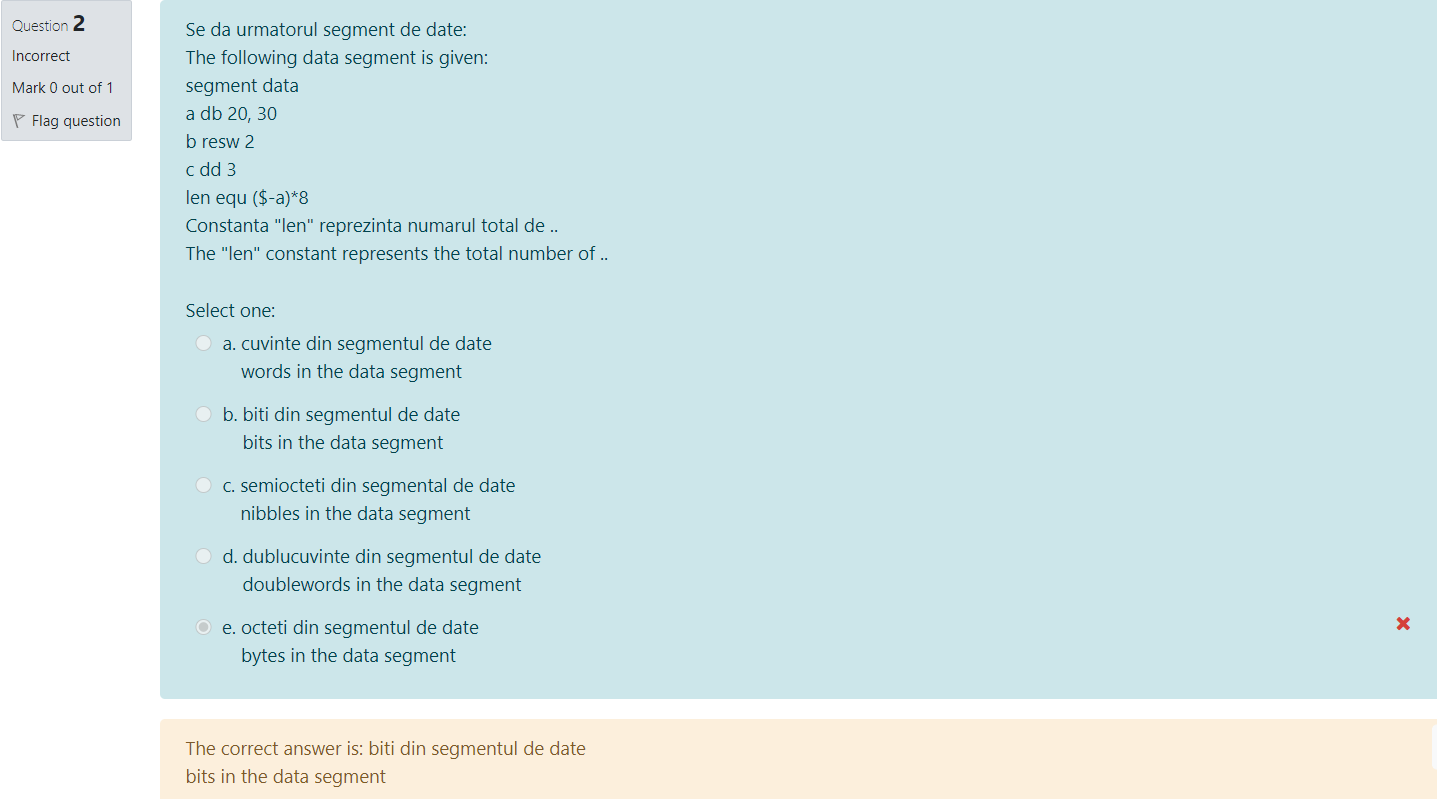 Question 2
Incorrect
Mark 0 out of 1
Flag question
Se da urmatorul segment de date:
The following data segment is given:
segment data
a db 20, 30
b resw 2
c dd 3
len equ ($-a)*8
Constanta "len" reprezinta numarul total de ..
The "len" constant represents the total number of ..
Select one:
a. cuvinte din segmentul de date
words in the data segment
b. biti din segmentul de date
bits in the data segment
c. semiocteti din segmental de date
nibbles in the data segment
d. dublucuvinte din segmentul de date
doublewords in the data segment
e. octeti din segmentul de date
bytes in the data segment
The correct answer is: biti din segmentul de date
bits in the data segment